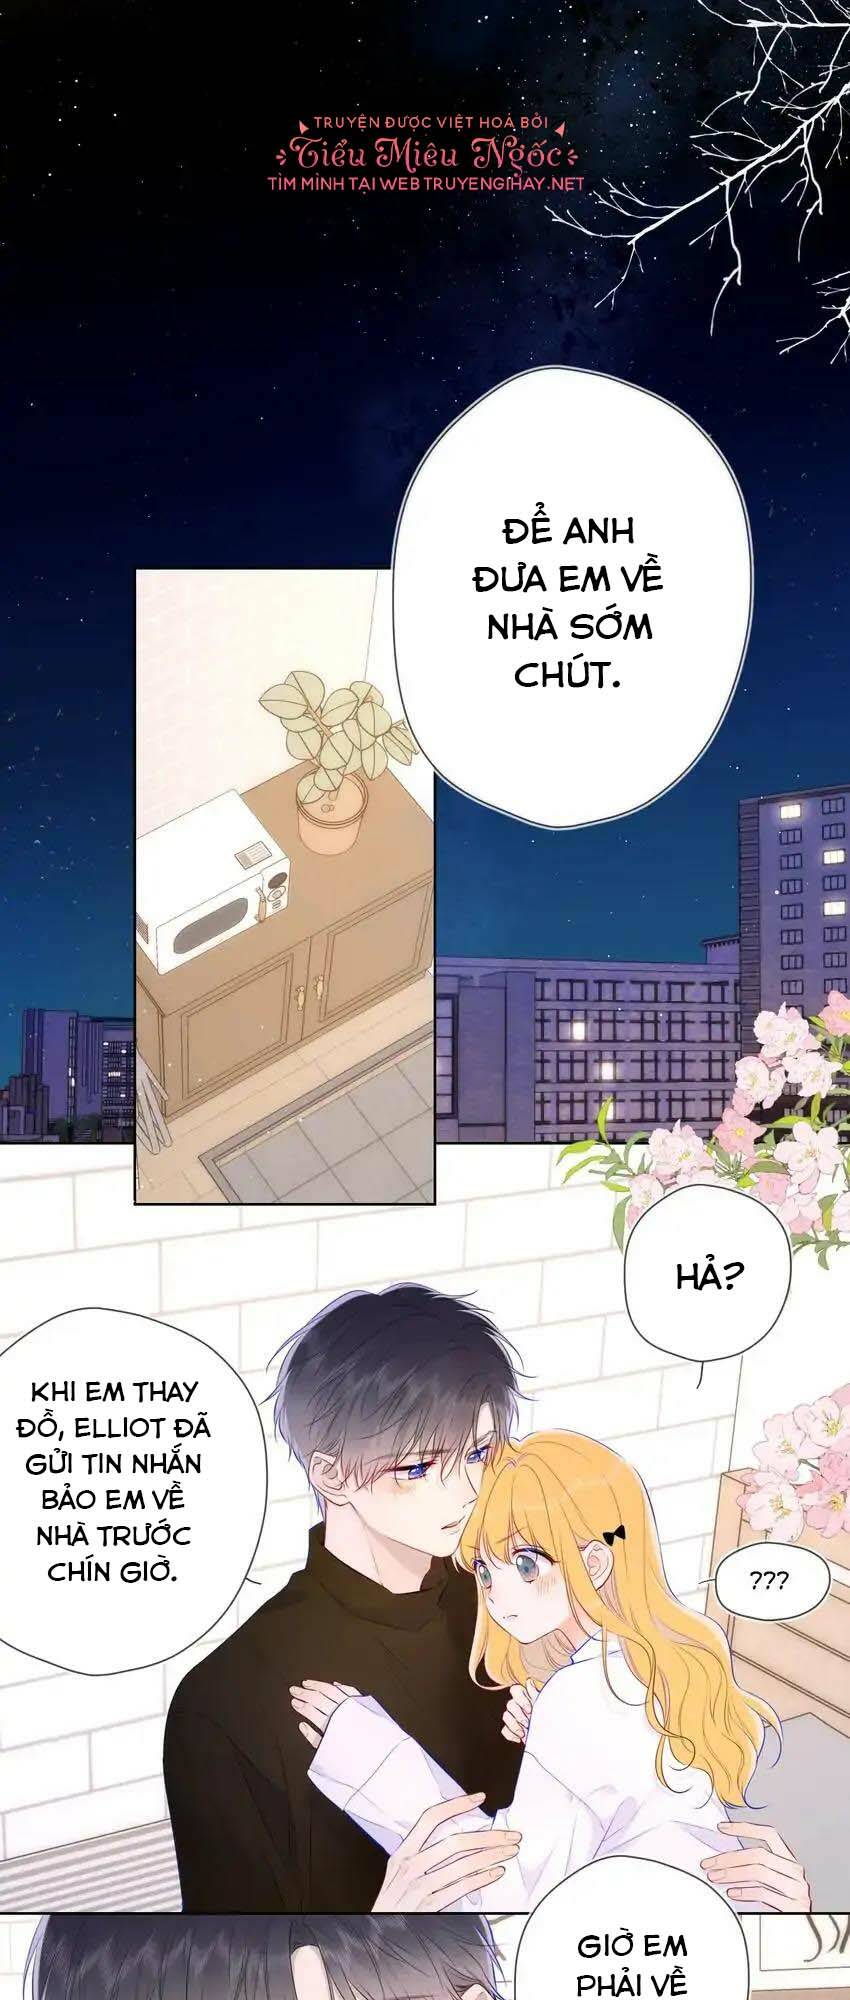 TRUYỆN ĐƯỢC VIỆT HOÁ BỞI
Tiểu Miêu Ngốc
TÌM MÌNH TẠI WEB TRUYENGIHAY.NET
ĐỂ ANH
ĐƯA EM VỀ
NHÀ SỚM
CHÚT.
HẢ?
KHI EM THAY
ĐỒ, ELLIOT ĐÃ
GỬI TIN NHẮN
BẢO EM VỀ
NHÀ TRƯỚC
CHÍN GIỜ.
???
GIỜ EM
PHẢI VỀ